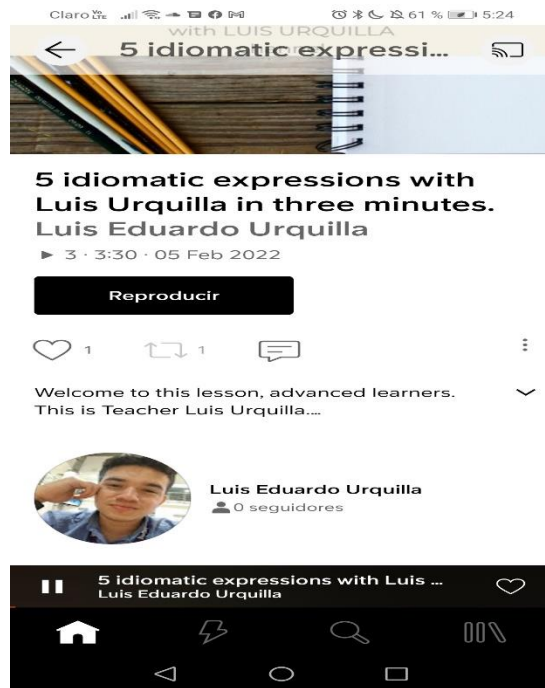 Claro 61 % 5:24
with LUIS URQUILLA
5 idiomatic expressi...
5 idiomatic expressions with
Luis Urquilla in three minutes.
Luis Eduardo Urquilla
3 · 3:30 · 05 Feb 2022
Reproducir
1 1
Welcome to this lesson, advanced learners.
This is Teacher Luis Urquilla....
Luis Eduardo Urquilla
0 seguidores
5 idiomatic expressions with Luis ...
Luis Eduardo Urquilla